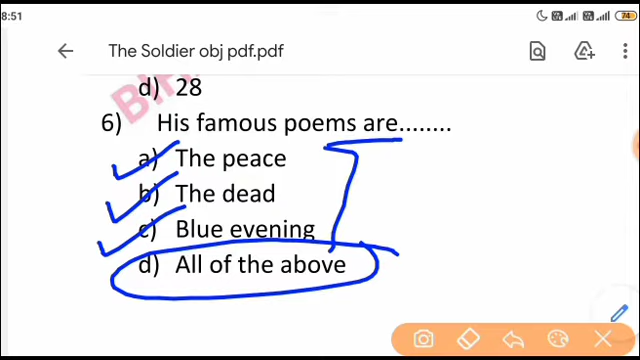 8:51
74
The Soldier obj pdf.pdf
d) 28
6) His famous poems are........
a) The peace
b) The dead
c) Blue evening
d) All of the above